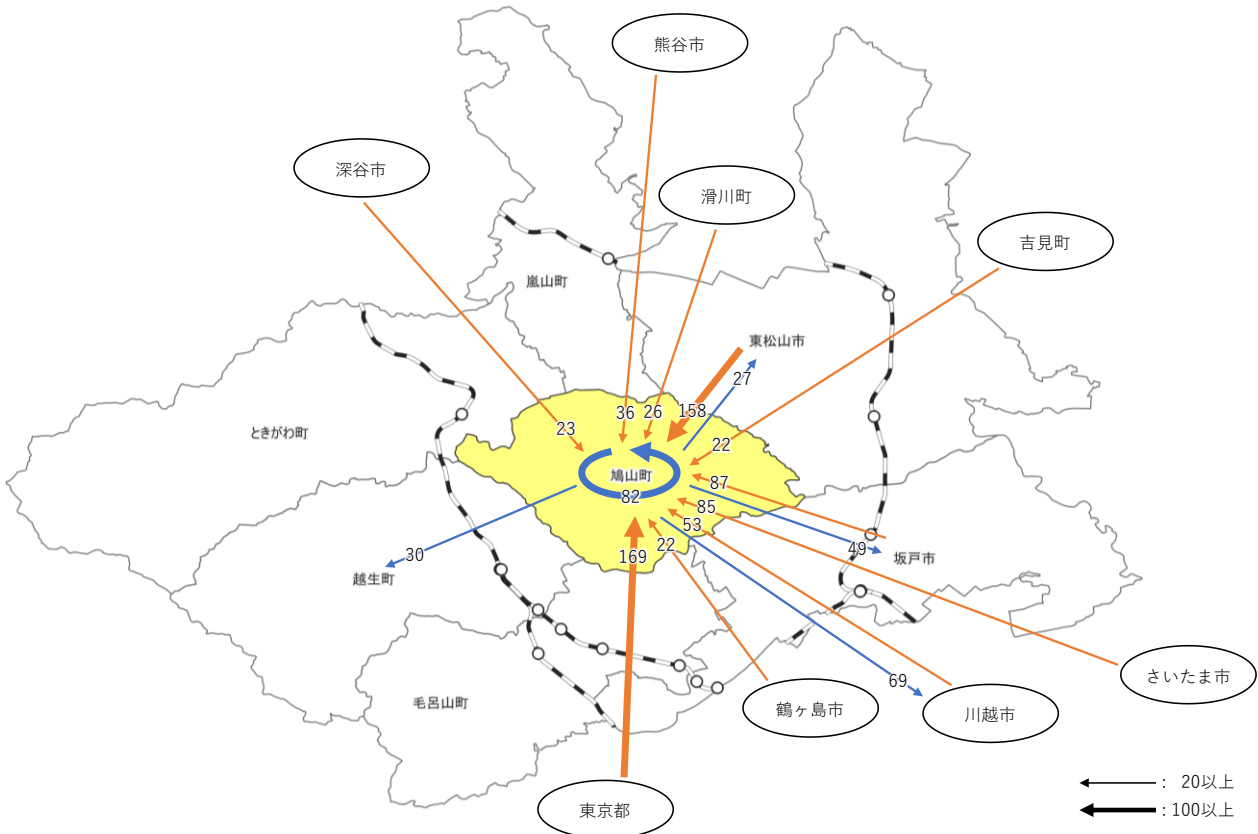 熊谷市
深谷市
滑川町
吉見町
嵐山町
東松山市
27
36
26
158
23
22
ときがわ町
鳩山町
87
82
85
53
169
22
49
30
坂戸市
越生町
さいたま市
69
毛呂山町
鶴ヶ島市
川越市
東京都
: 20以上
: 100以上